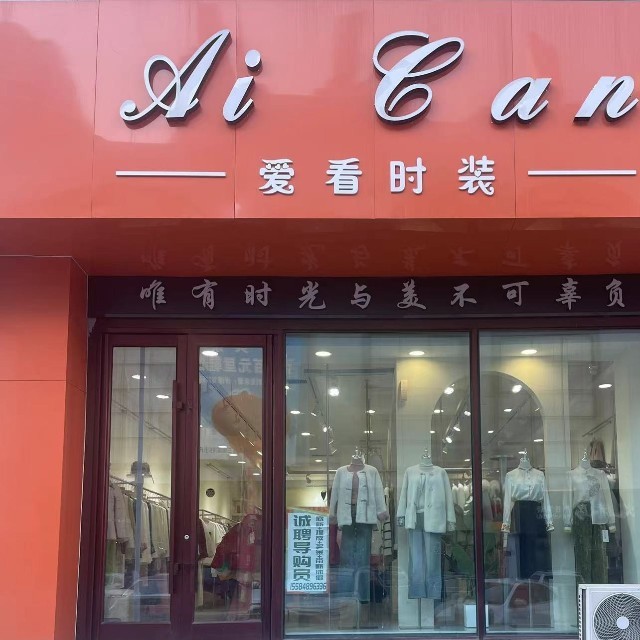 Ai Can
爱看时装
唯有时光与美不可辜负
诚聘导购员